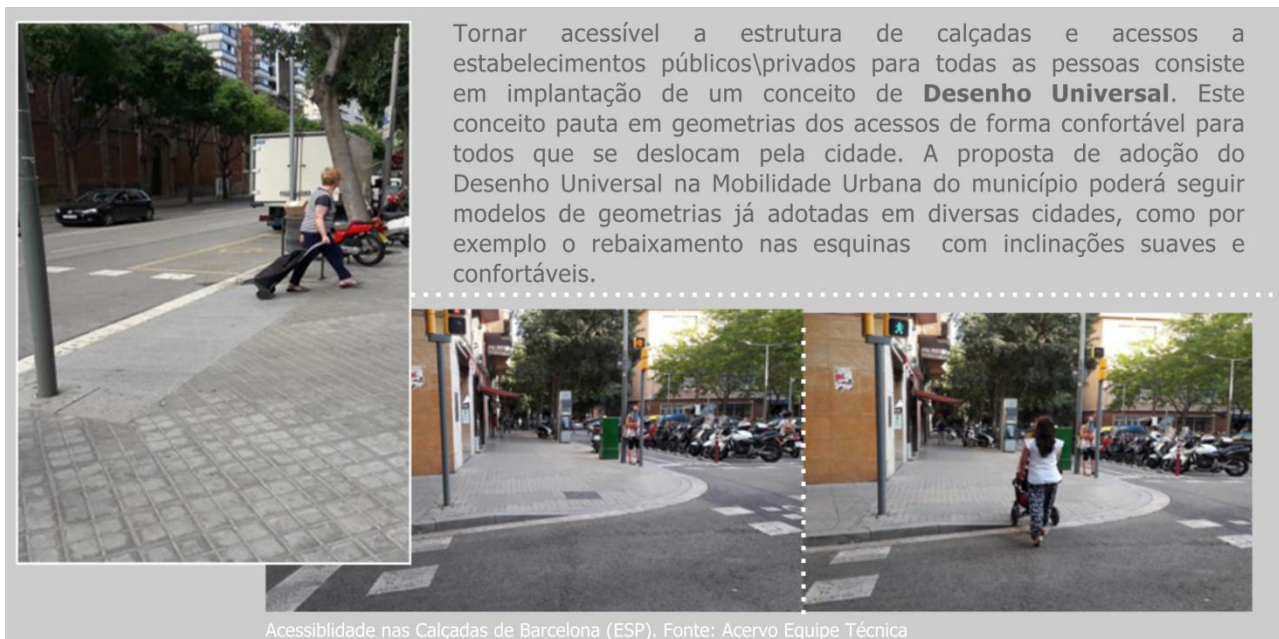 Tornar acessível a estrutura de calçadas e acessos a
estabelecimentos públicos\privados para todas as pessoas consiste
em implantação de um conceito de Desenho Universal. Este
conceito pauta em geometrias dos acessos de forma confortável para
todos que se deslocam pela cidade. A proposta de adoção do
Desenho Universal na Mobilidade Urbana do município poderá seguir
modelos de geometrias já adotadas em diversas cidades, como por
exemplo o rebaixamento nas esquinas com inclinações suaves e
confortáveis.
Acessiblidade nas Calçadas de Barcelona (ESP). Fonte: Acervo Equipe Técnica